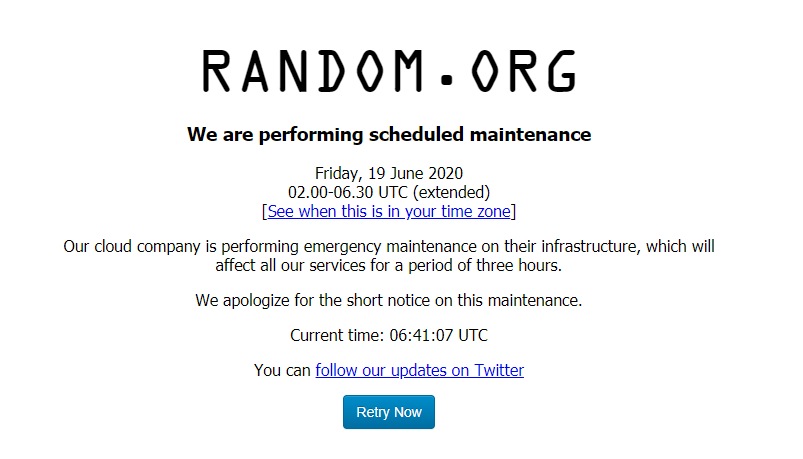 RANDOM.ORG
We are performing scheduled maintenance
Friday, 19 June 2020
02.00-06.30 UTC (extended)
[See when this is in your time zone]
Our cloud company is performing emergency maintenance on their infrastructure, which will
affect all our services for a period of three hours.
We apologize for the short notice on this maintenance.
Current time: 06:41:07 UTC
You can follow our updates on Twitter
Retry Now